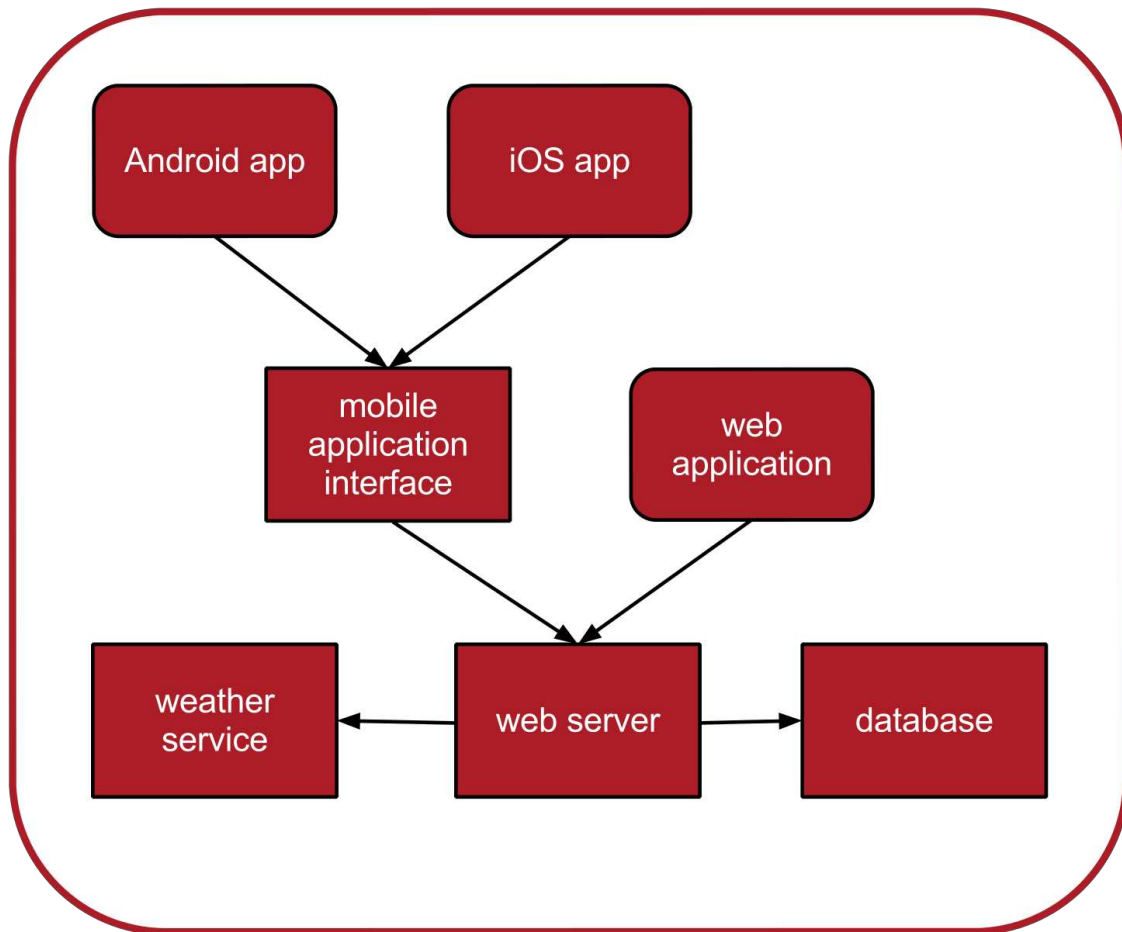 Android app
iOS app
mobile
application
interface
web
application
weather
service
web server
database